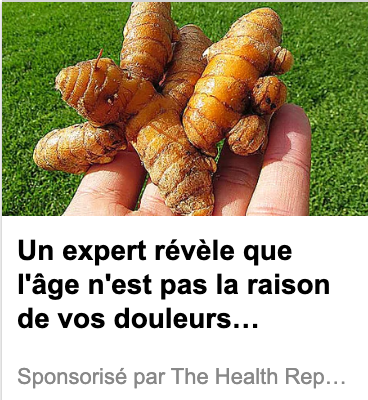 Un expert révèle que
l'âge n'est pas la raison
de vos douleurs…
Sponsorisé par The Health Rep…